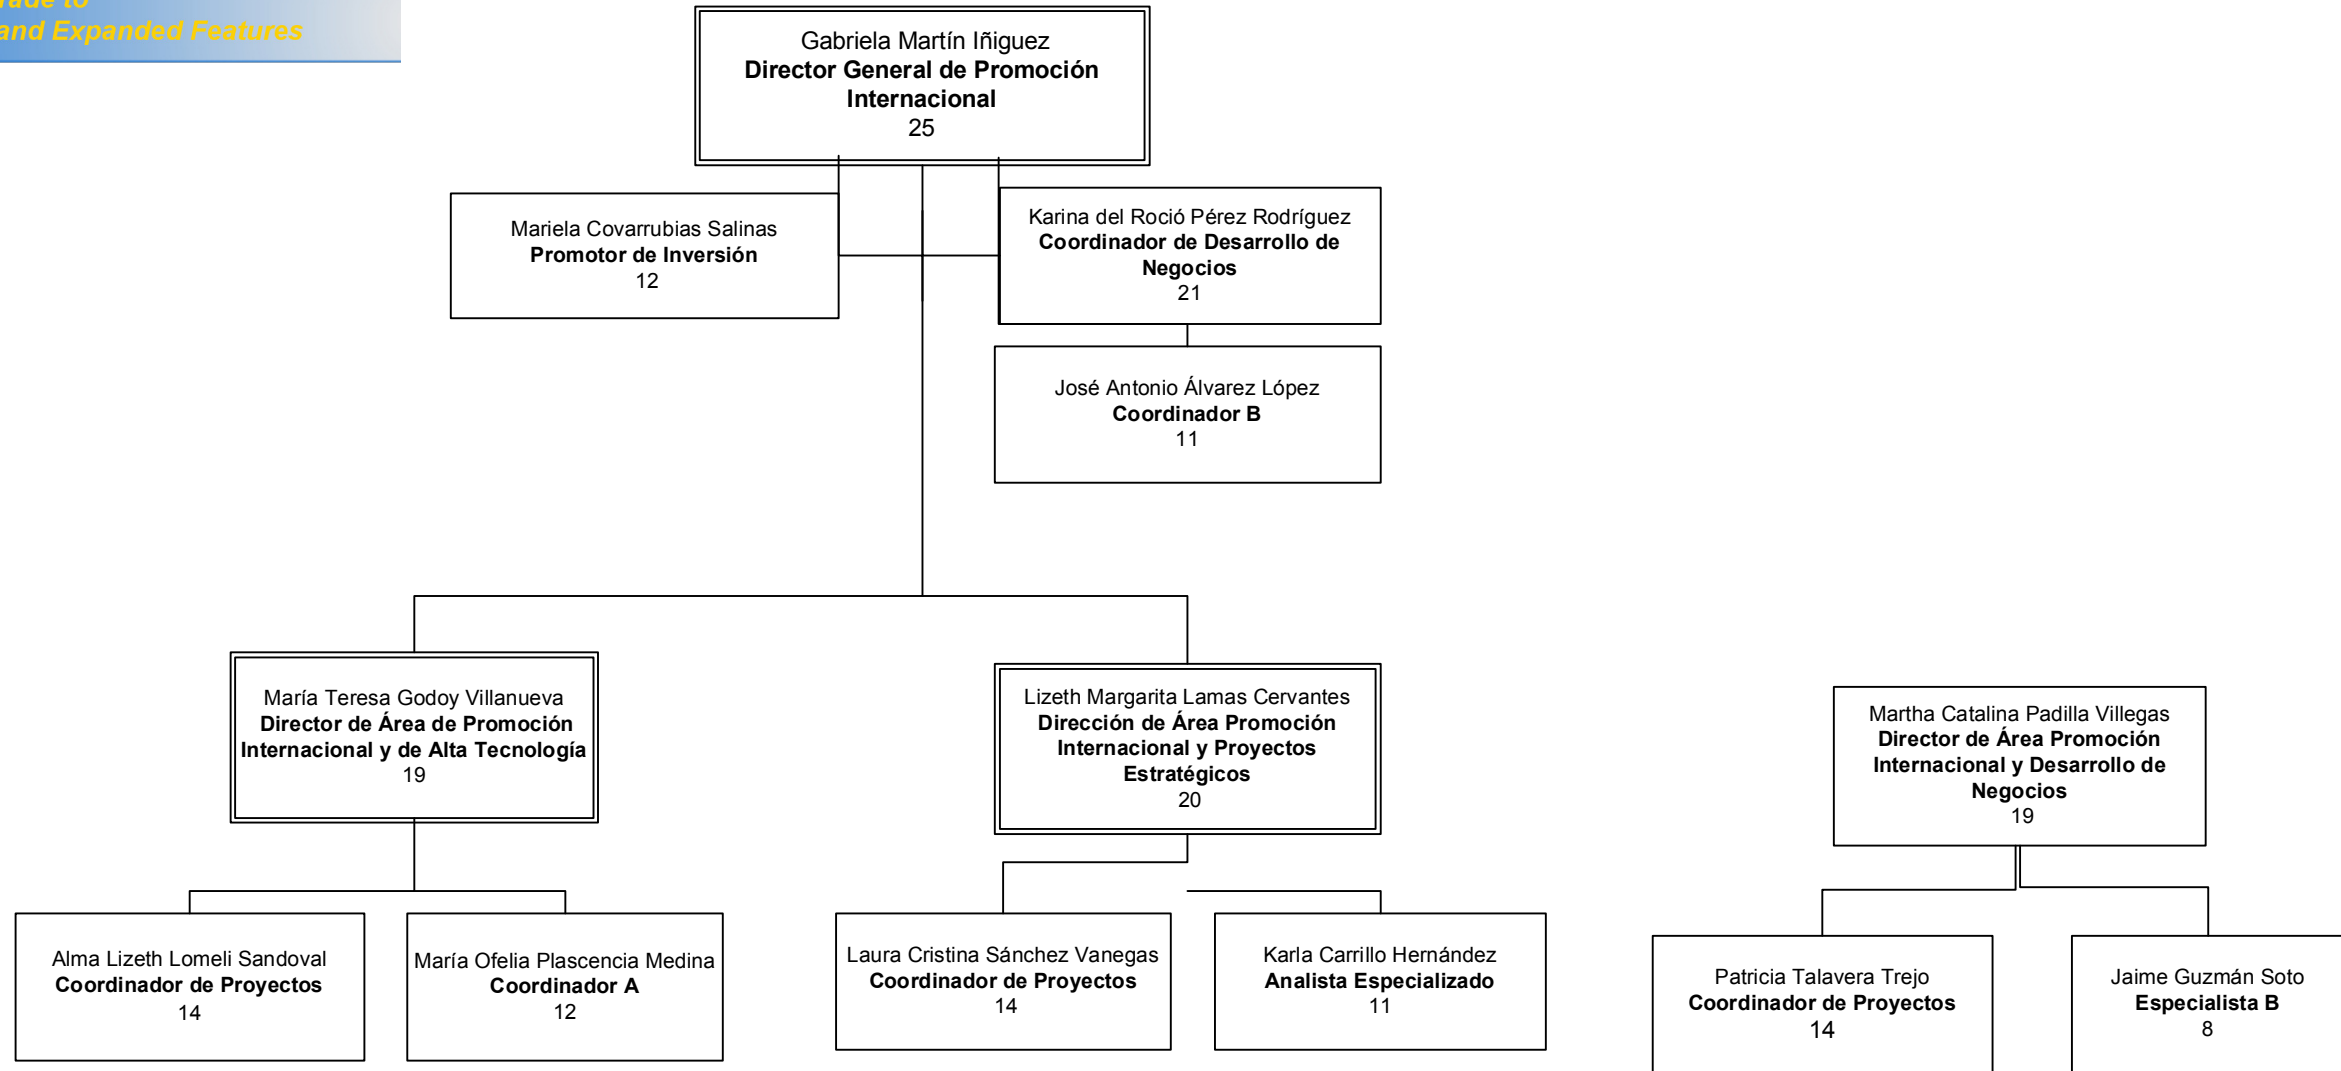 and Expanded Features
Gabriela Martín Iñiguez
Director General de Promoción
Internacional
25
Mariela Covarrubias Salinas
Promotor de Inversión
12
Karina del Roció Pérez Rodríguez
Coordinador de Desarrollo de
Negocios
21
José Antonio Álvarez López
Coordinador B
11
María Teresa Godoy Villanueva
Director de Área de Promoción
Internacional y de Alta Tecnología
19
Lizeth Margarita Lamas Cervantes
Dirección de Área Promoción
Internacional y Proyectos
Estratégicos
20
Martha Catalina Padilla Villegas
Director de Área Promoción
Internacional y Desarrollo de
Negocios
19
Alma Lizeth Lomeli Sandoval
Coordinador de Proyectos
14
María Ofelia Plascencia Medina
Coordinador A
12
Laura Cristina Sánchez Vanegas
Coordinador de Proyectos
14
Karla Carrillo Hernández
Analista Especializado
11
Patricia Talavera Trejo
Coordinador de Proyectos
14
Jaime Guzmán Soto
Especialista B
8